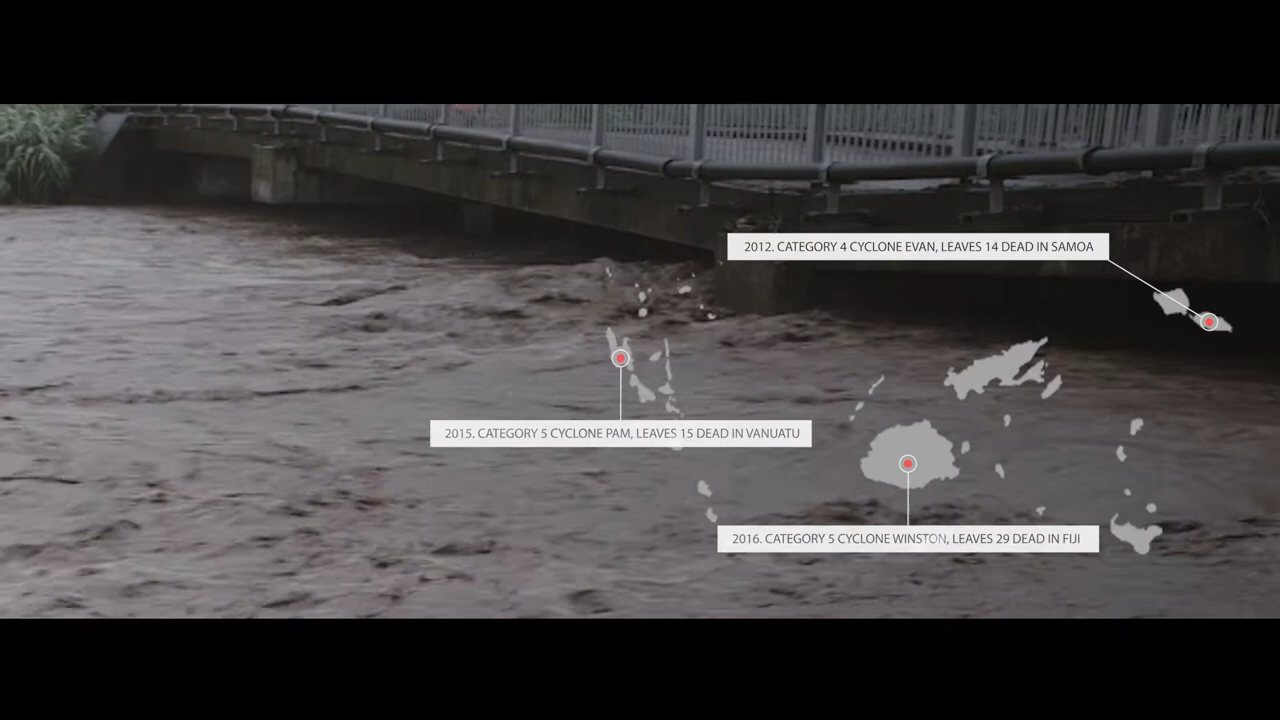 2012. CATEGORY 4 CYCLONE EVAN, LEAVES 14 DEAD IN SAMOA
2015. CATEGORY 5 CYCLONE PAM, LEAVES 15 DEAD IN VANUATU
2016. CATEGORY 5 CYCLONE WINSTON, LEAVES 29 DEAD IN FIJI